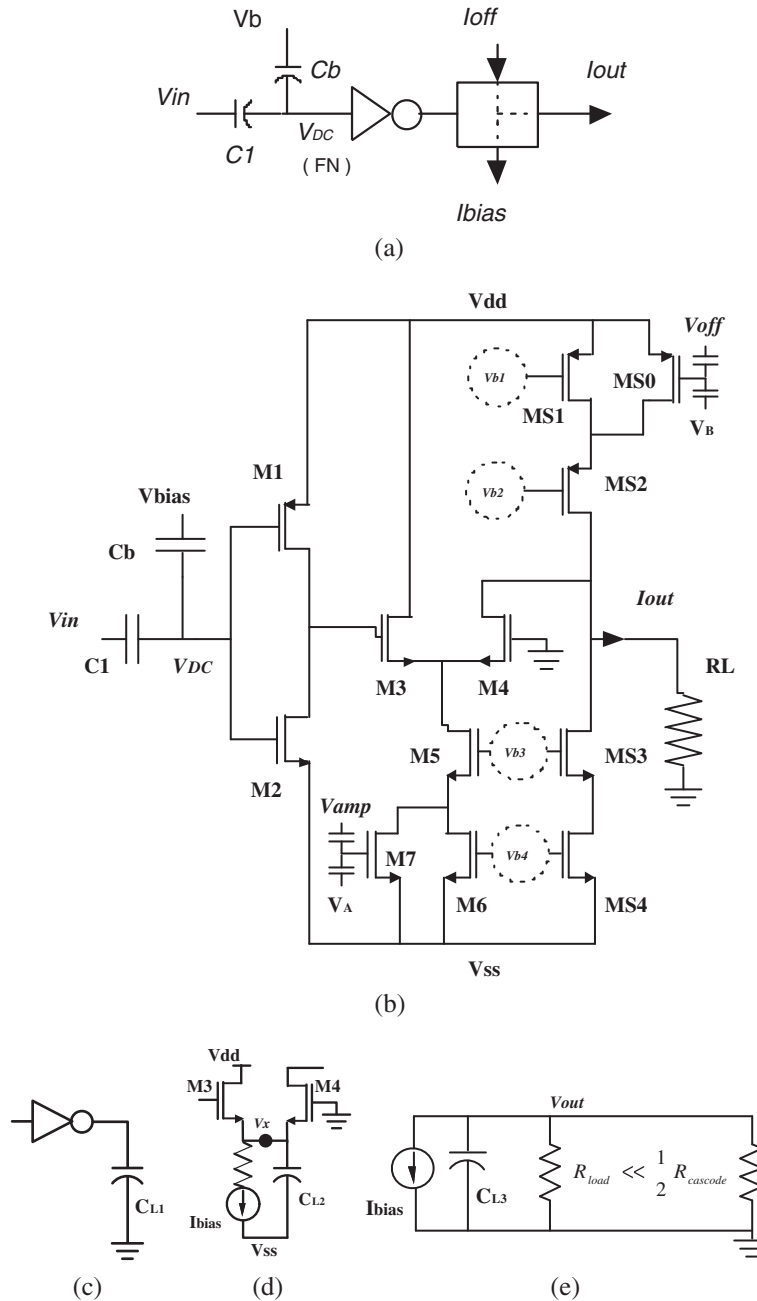 Vb
Ioff
Cb
Iout
Vin
C1
VDC
( FN )
Ibias
(a)
Vdd
Voff
Vb1
MS0
MS1
VB
M1
Vbias
Vb2
MS2
Cb
Vin
Iout
C1
VDC
RL
M3
M4
M5
Vb3
MS3
M2
Vamp
M7
Vb4
VA
M6
MS4
Vss
(b)
Vdd
M3
M4
Vx
Vout
CL1
CL2
Ibias
Vss
Ibias
CL3
Rload << 1/2 Rcascode
(c)
(d)
(e)